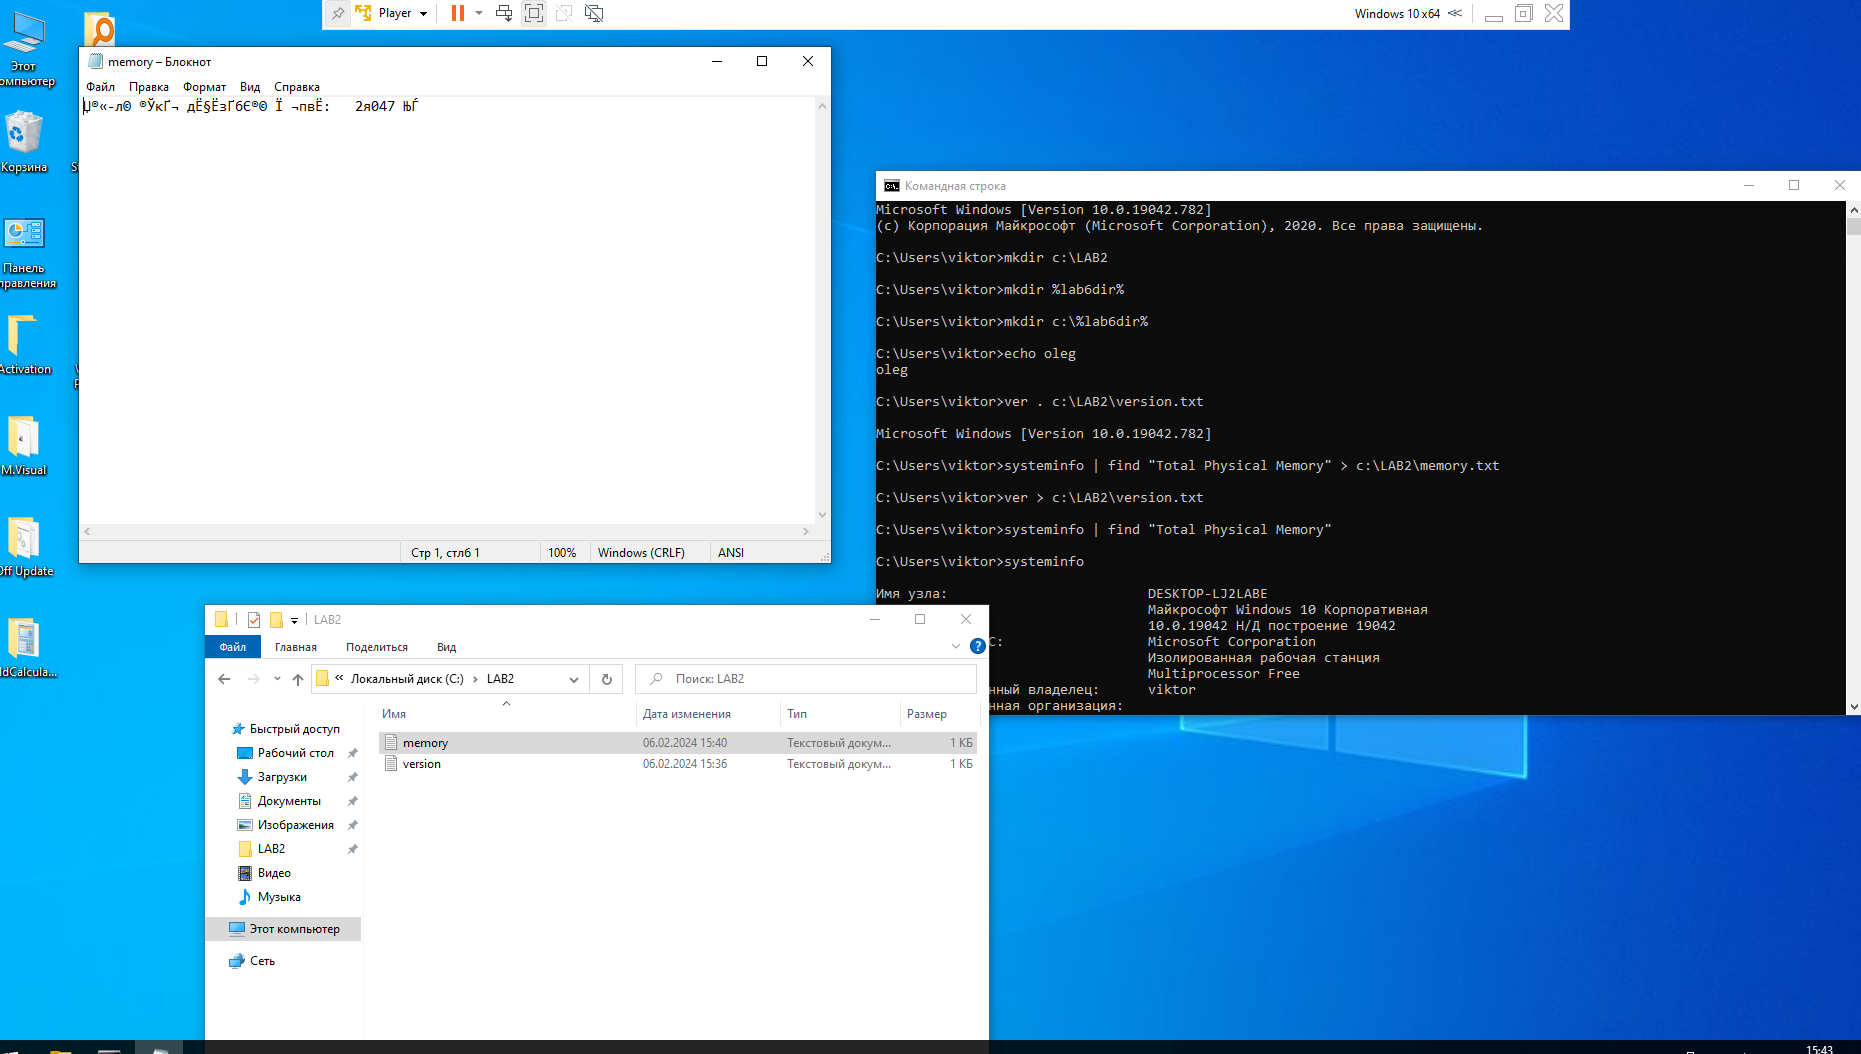 Player
Windows 10 x64
Этот
омпьютер
Корзина
Панель
правления
Activation
M.Visual
Off Update
ldCalcula...
memory – Блокнот
Файл Правка Формат Вид Справка
2я047 ЊЃ
Стр 1, стлб 1 100% Windows (CRLF) ANSI
Командная строка
Microsoft Windows [Version 10.0.19042.782]
(c) Корпорация Майкрософт (Microsoft Corporation), 2020. Все права защищены.
C:\Users\viktor>mkdir c:\LAB2
C:\Users\viktor>mkdir %lab6dir%
C:\Users\viktor>mkdir c:\%lab6dir%
C:\Users\viktor>echo oleg
oleg
C:\Users\viktor>ver . c:\LAB2\version.txt
Microsoft Windows [Version 10.0.19042.782]
C:\Users\viktor>systeminfo | find "Total Physical Memory" > c:\LAB2\memory.txt
C:\Users\viktor>ver > c:\LAB2\version.txt
C:\Users\viktor>systeminfo | find "Total Physical Memory"
C:\Users\viktor>systeminfo
Имя узла: DESKTOP-LJ2LABE
Майкрософт Windows 10 Корпоративная
10.0.19042 Н/Д построение 19042
С: Microsoft Corporation
Изолированная рабочая станция
Multiprocessor Free
нный владелец: viktor
нная организация:
LAB2
Файл Главная Поделиться Вид
Локальный диск (C:) LAB2
Поиск: LAB2
Имя Дата изменения Тип Размер
memory 06.02.2024 15:40 Текстовый докум... 1 КБ
version 06.02.2024 15:36 Текстовый докум... 1 КБ
Быстрый доступ
Рабочий стол
Загрузки
Документы
Изображения
LAB2
Видео
Музыка
Этот компьютер
Сеть
15:43